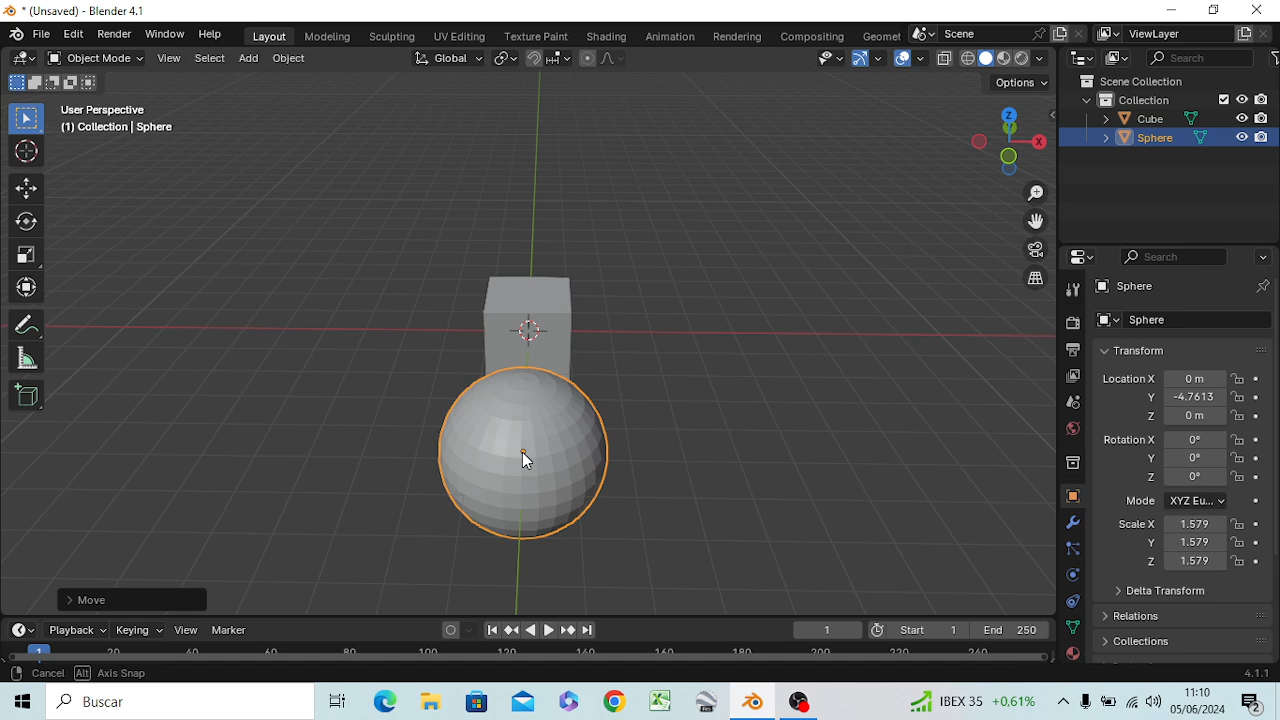 * (Unsaved) - Blender 4.1
File Edit Render Window Help Layout Modeling Sculpting UV Editing Texture Paint Shading Animation Rendering Compositing Geomet Scene ViewLayer
Object Mode View Select Add Object Global Search
Options
User Perspective
(1) Collection | Sphere
Z
X
Scene Collection
Collection
Cube
Sphere
Search
Sphere
Sphere
Transform
Location X 0 m
Y -4.7613
Z 0 m
Rotation X 0°
Y 0°
Z 0°
Mode XYZ Eu...
Scale X 1.579
Y 1.579
Z 1.579
Delta Transform
Relations
Collections
Move
Playback Keying View Marker 1 Start 1 End 250
1 20 40 60 80 100 120 140 160 180 200 220 240
Cancel Alt Axis Snap 4.1.1
Buscar
IBEX 35 +0,61%
11:10
05/06/2024
2